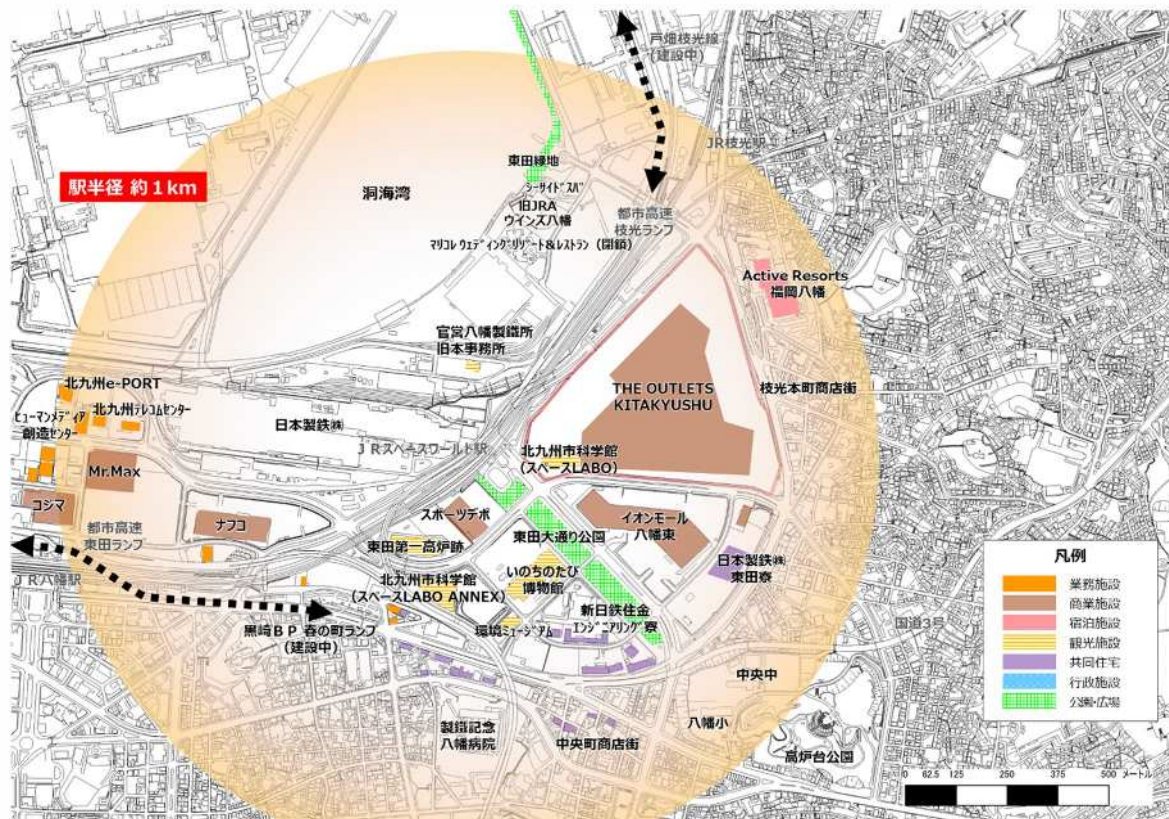 戸畑枝光線
(建設中)
JR枝光駅
東田緑地
駅半径 約1km
洞海湾
シーサイドスパ
旧JRA
ウインズ八幡
都市高速
枝光ランプ
マリコレ ウェディングリゾート&レストラン (閉鎖)
Active Resorts
福岡八幡
官営八幡製鐵所
旧本事務所
北九州e-PORT
THE OUTLETS
KITAKYUSHU
枝光本町商店街
北九州テレコムセンター
ヒューマンメディア
創造センター
日本製鉄㈱
JRスペースワールド駅
北九州市科学館
(スペースLABO)
Mr.Max
コジマ
ナフコ
スポーツデポ
イオンモール
八幡東
都市高速
東田ランプ
東田第一高炉跡
東田大通り公園
日本製鉄㈱
東田寮
JR八幡駅
北九州市科学館
(スペースLABO ANNEX)
いのちのたび
博物館
新日鉄住金
エンジニアリング寮
黒崎BP 春の町ランプ
(建設中)
環境ミュージアム
国道3号
中央中
製鐵記念
八幡病院
中央町商店街
八幡小
高炉台公園
凡例
業務施設
商業施設
宿泊施設
観光施設
共同住宅
行政施設
公園・広場
0 62.5 125 250 375 500 メートル